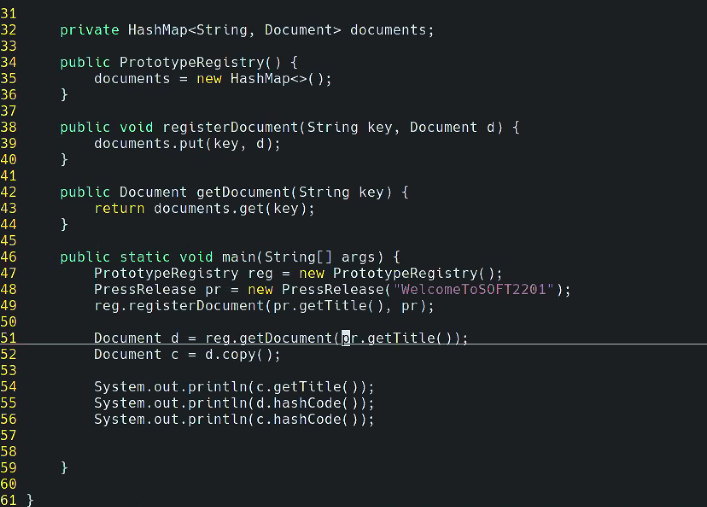 31
32     private HashMap<String, Document> documents;
33
34     public PrototypeRegistry() {
35         documents = new HashMap<>();
36     }
37
38     public void registerDocument(String key, Document d) {
39         documents.put(key, d);
40     }
41
42     public Document getDocument(String key) {
43         return documents.get(key);
44     }
45
46     public static void main(String[] args) {
47         PrototypeRegistry reg = new PrototypeRegistry();
48         PressRelease pr = new PressRelease("WelcomeToSOFT2201");
49         reg.registerDocument(pr.getTitle(), pr);
50
51         Document d = reg.getDocument(pr.getTitle());
52         Document c = d.copy();
53
54         System.out.println(c.getTitle());
55         System.out.println(d.hashCode());
56         System.out.println(c.hashCode());
57
58
59     }
60
61 }